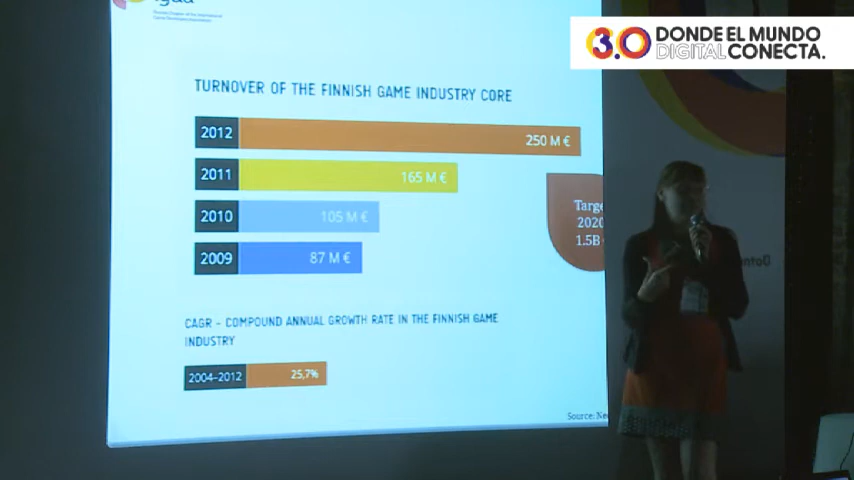 3.0 DONDE EL MUNDO
DIGITAL CONECTA.
TURNOVER OF THE FINNISH GAME INDUSTRY CORE
2012 250 M €
2011 165 M €
2010 105 M €
2009 87 M €
Targe
2020
1.5B
CAGR - COMPOUND ANNUAL GROWTH RATE IN THE FINNISH GAME
INDUSTRY
2004-2012 25,7%
Source: Ne